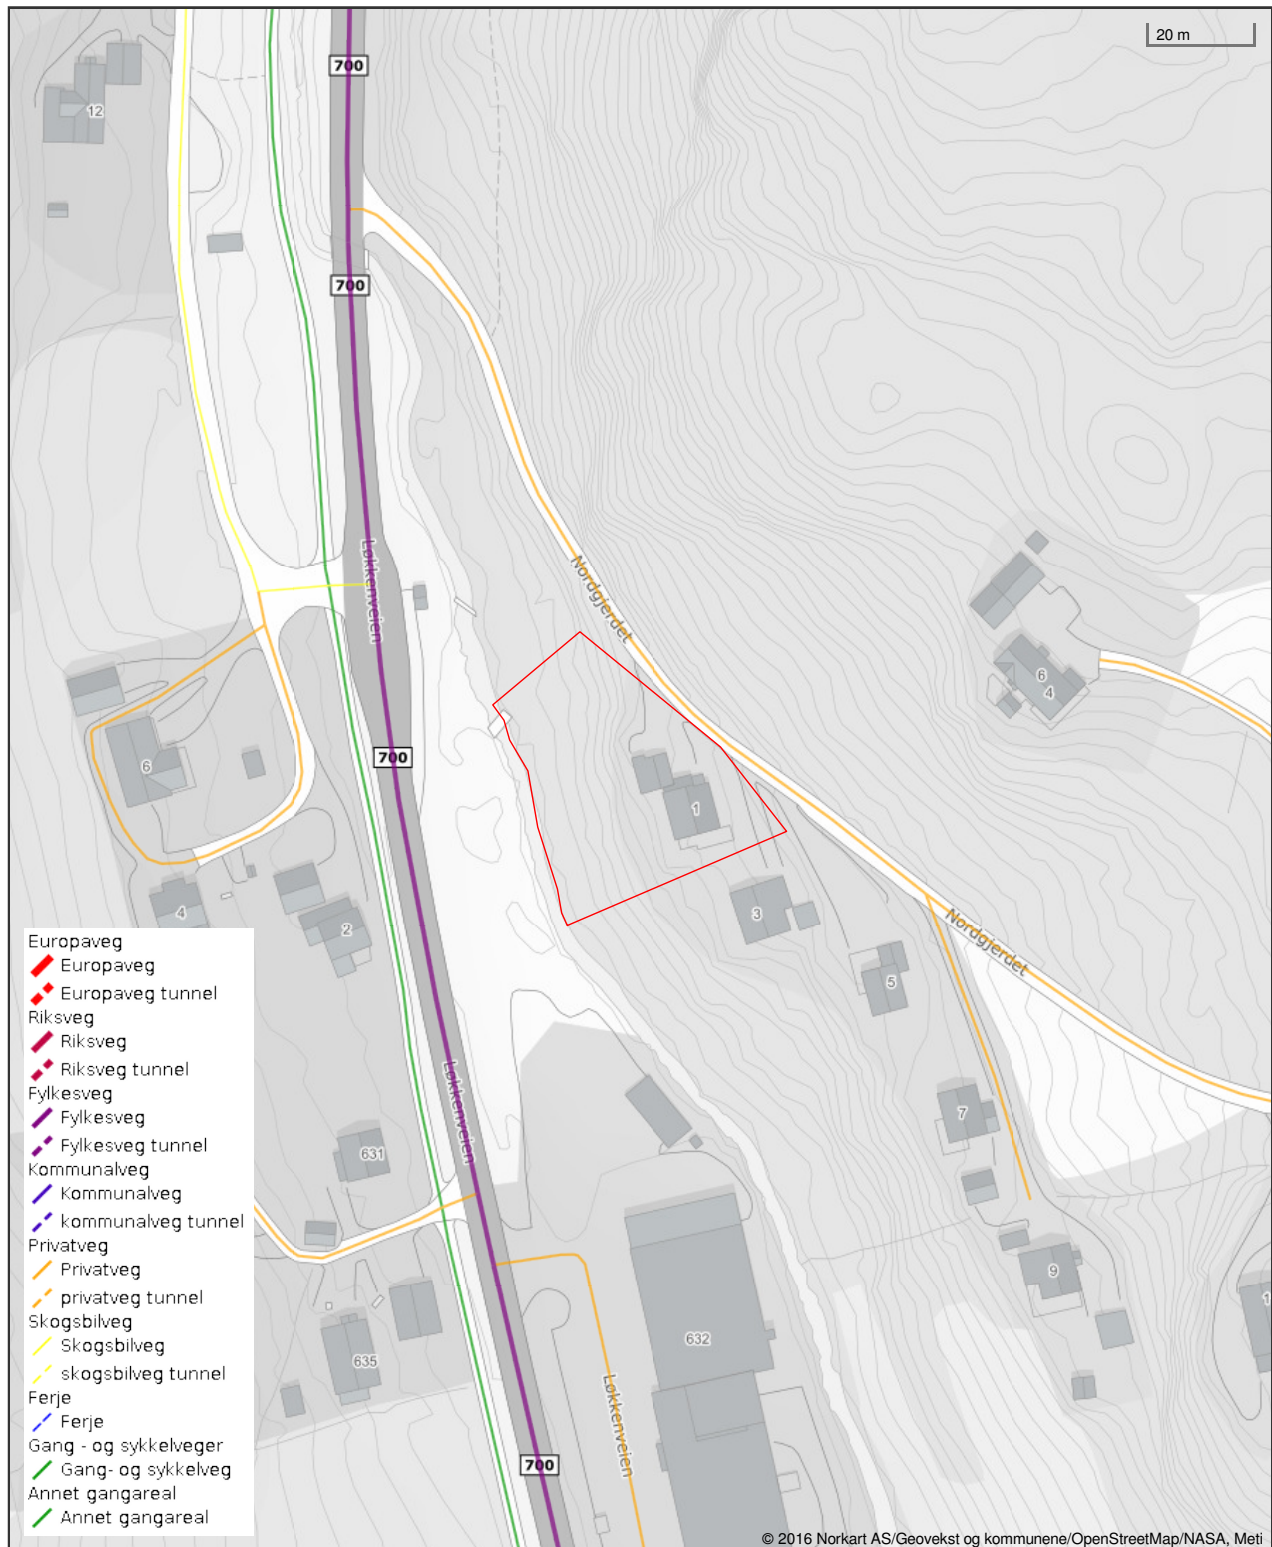 20 m
700
12
700
Løkkenveien
Nordgjerdet
6
4
700
6
1
4
2
3
Nordgjerdet
5
Løkkenveien
7
631
9
1
632
635
Løkkenveien
700
Europaveg
Europaveg
Europaveg tunnel
Riksveg
Riksveg
Riksveg tunnel
Fylkesveg
Fylkesveg
Fylkesveg tunnel
Kommunalveg
Kommunalveg
kommunalveg tunnel
Privatveg
Privatveg
privatveg tunnel
Skogsbilveg
Skogsbilveg
skogsbilveg tunnel
Ferje
Ferje
Gang - og sykkelveger
Gang- og sykkelveg
Annet gangareal
Annet gangareal
© 2016 Norkart AS/Geovekst og kommunene/OpenStreetMap/NASA, Meti